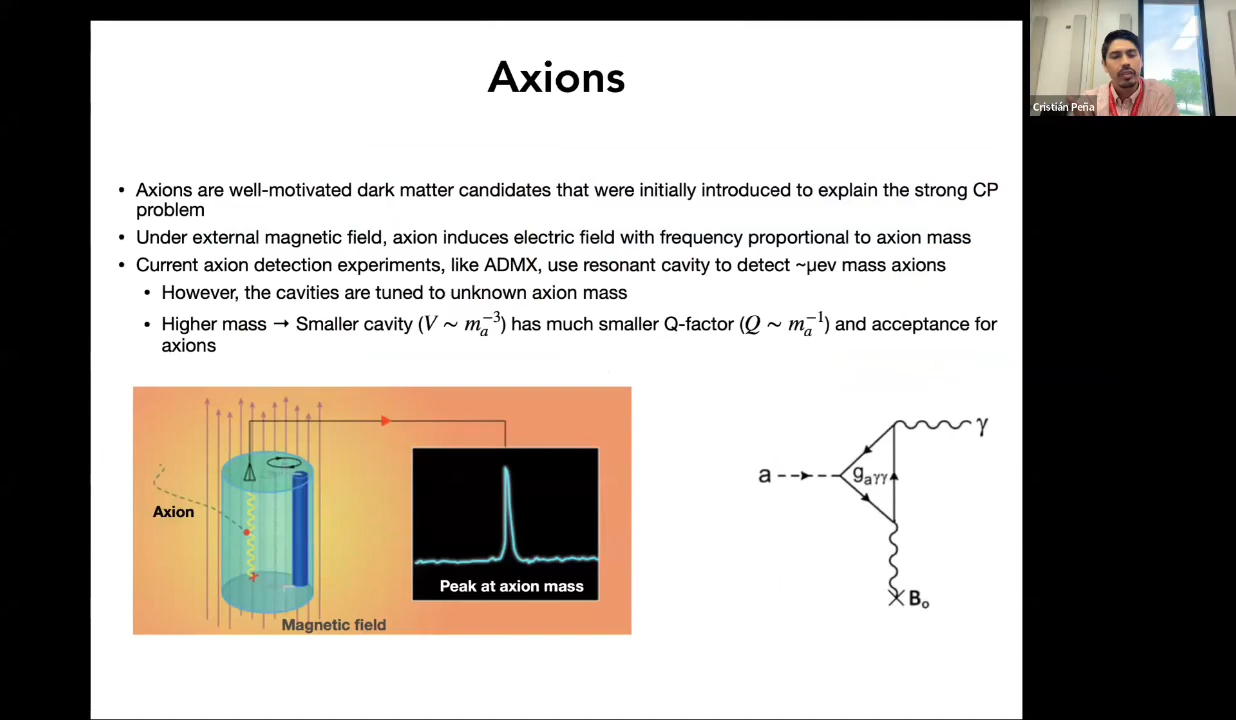 Axions
Cristián Peña
• Axions are well-motivated dark matter candidates that were initially introduced to explain the strong CP
problem
• Under external magnetic field, axion induces electric field with frequency proportional to axion mass
• Current axion detection experiments, like ADMX, use resonant cavity to detect ~μev mass axions
• However, the cavities are tuned to unknown axion mass
• Higher mass → Smaller cavity (V ~ mₐ⁻³) has much smaller Q-factor (Q ~ mₐ⁻¹) and acceptance for
axions
Axion
Peak at axion mass
Magnetic field
a
gaγγ
γ
B₀